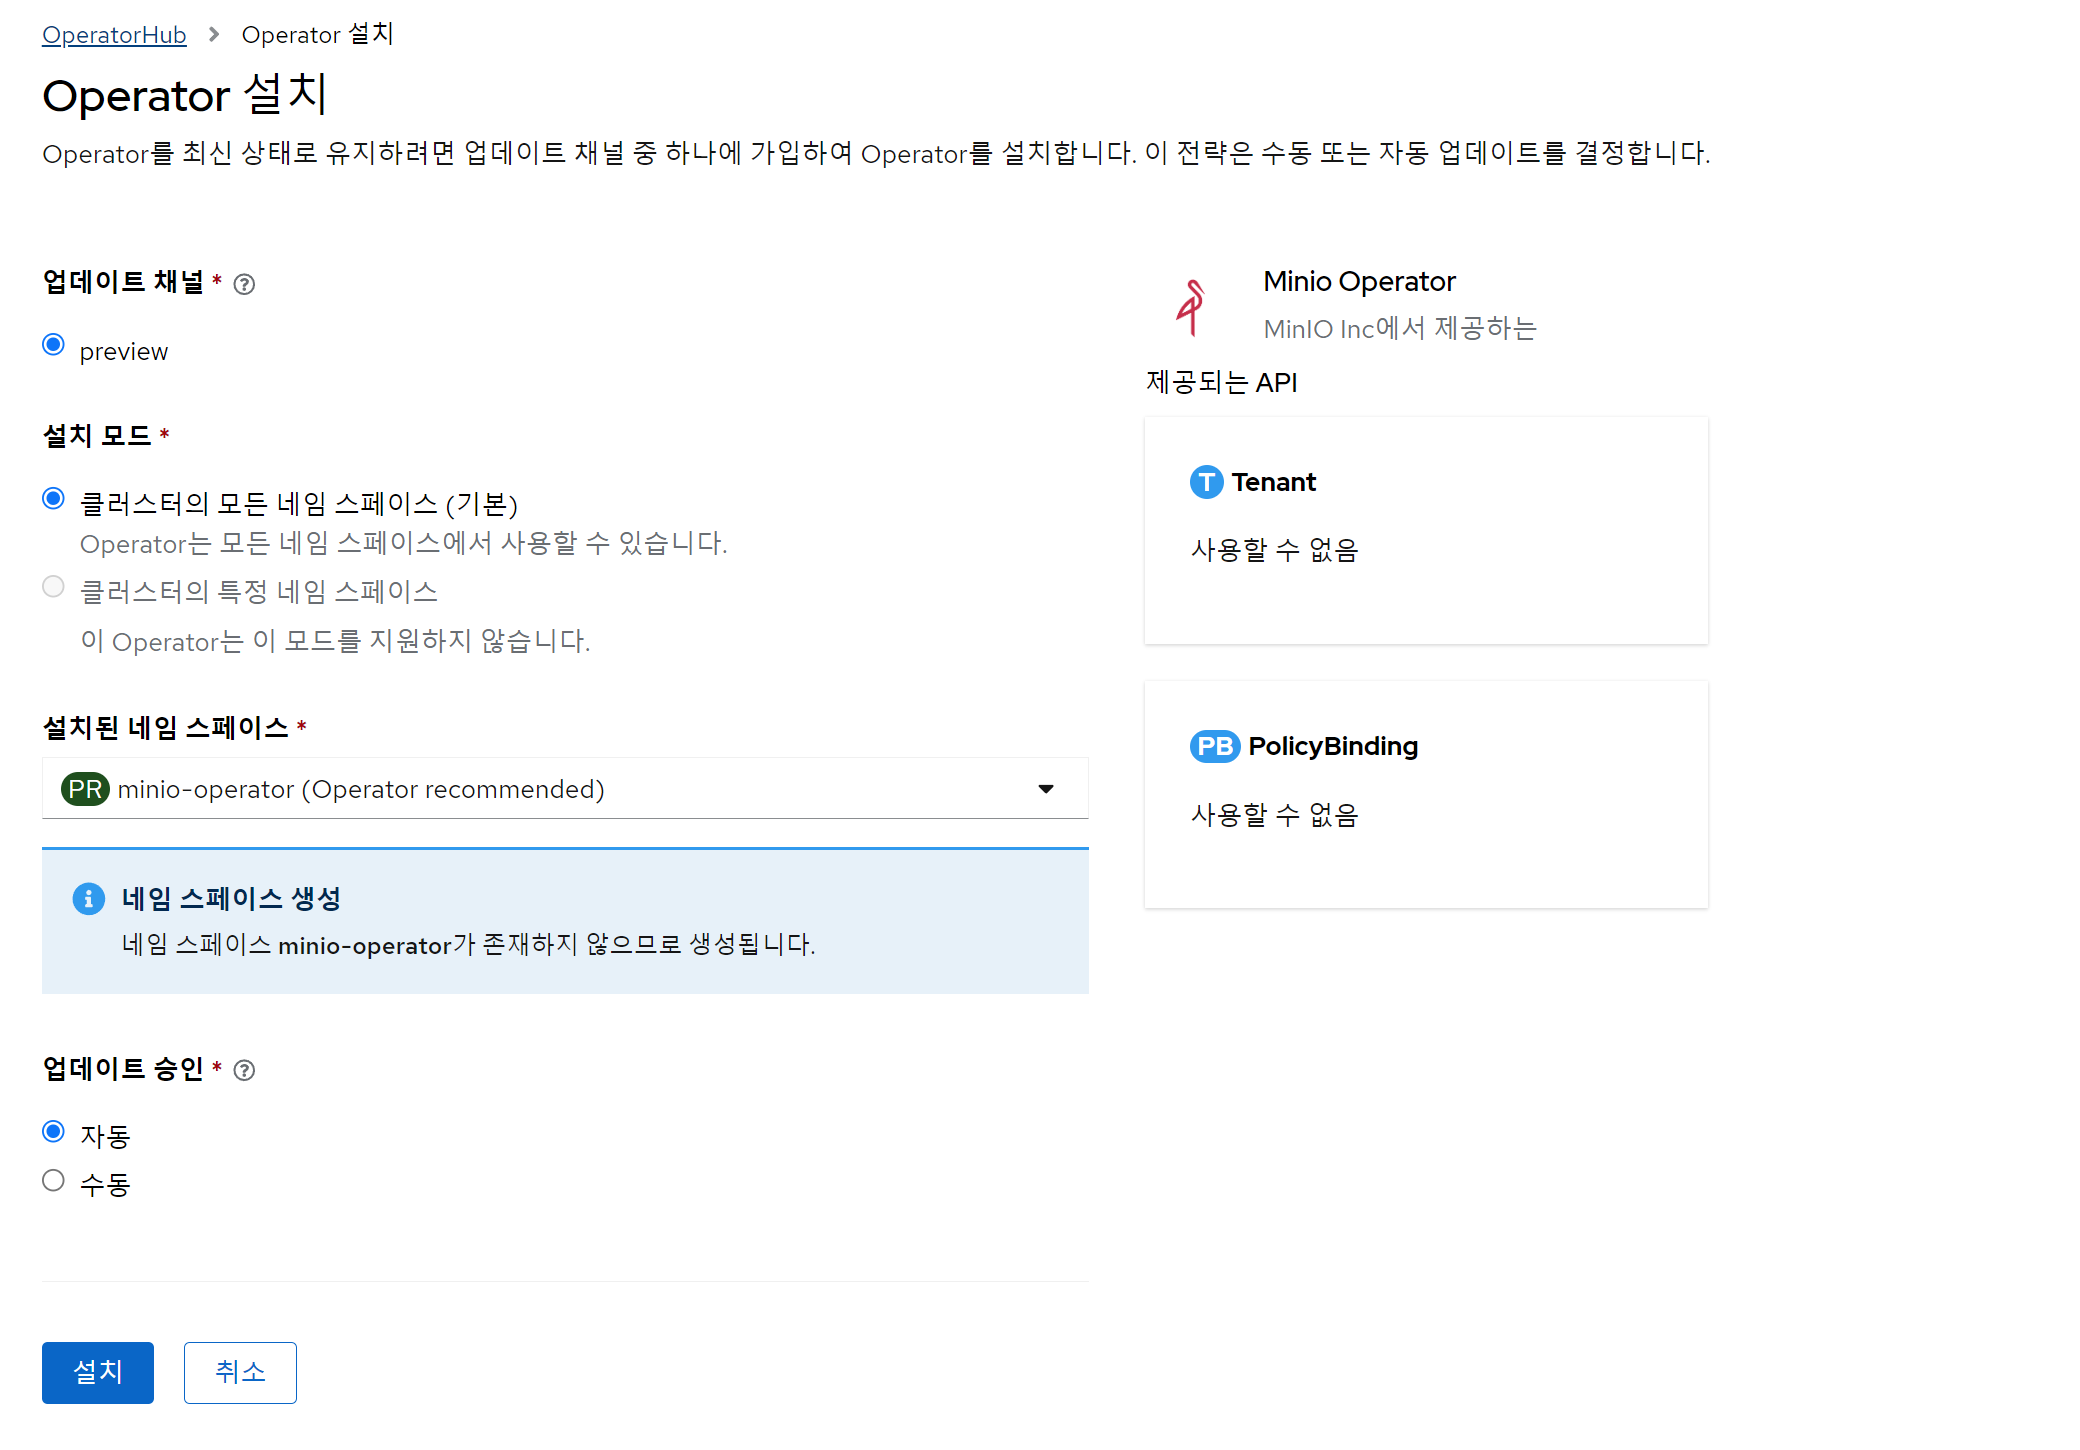 OperatorHub > Operator 설치
Operator 설치
Operator를 최신 상태로 유지하려면 업데이트 채널 중 하나에 가입하여 Operator를 설치합니다. 이 전략은 수동 또는 자동 업데이트를 결정합니다.
업데이트 채널 *
preview
설치 모드 *
클러스터의 모든 네임 스페이스 (기본)
Operator는 모든 네임 스페이스에서 사용할 수 있습니다.
클러스터의 특정 네임 스페이스
이 Operator는 이 모드를 지원하지 않습니다.
설치된 네임 스페이스 *
PR minio-operator (Operator recommended)
네임 스페이스 생성
네임 스페이스 minio-operator가 존재하지 않으므로 생성됩니다.
업데이트 승인 *
자동
수동
설치 취소
Minio Operator
MinIO Inc에서 제공하는
제공되는 API
T Tenant
사용할 수 없음
PB PolicyBinding
사용할 수 없음